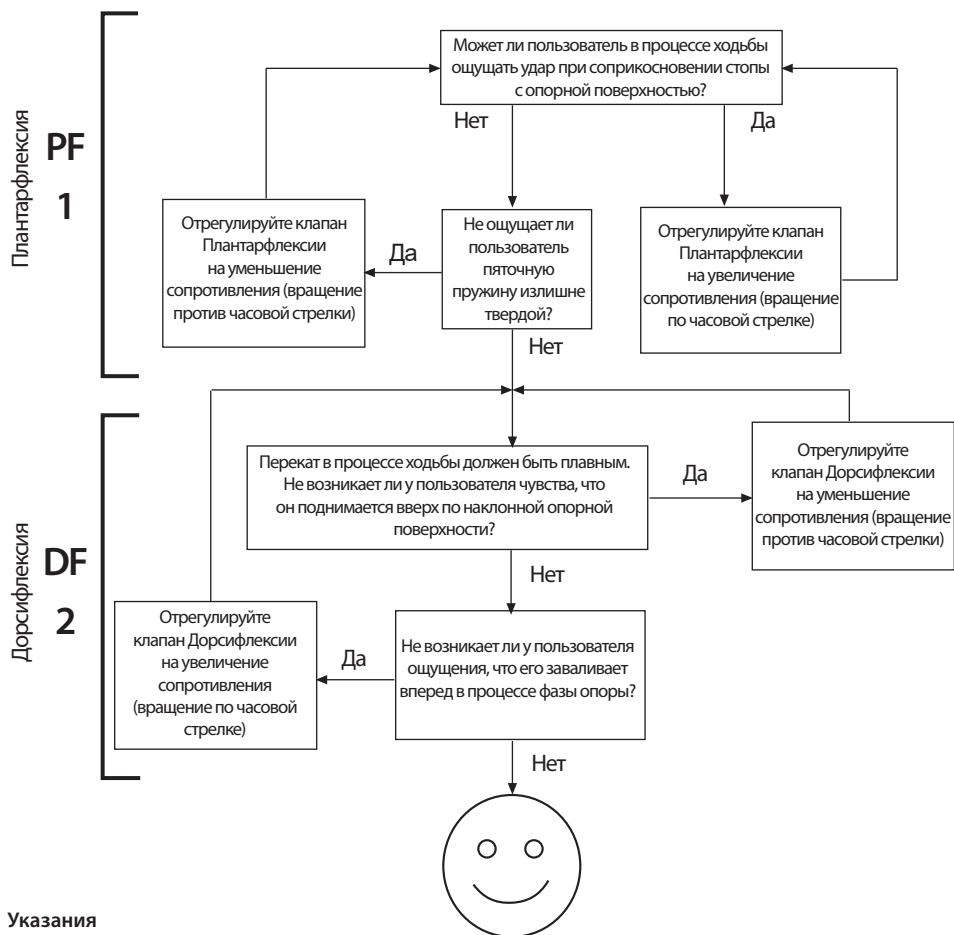 Плантарфлексия
PF
1
Может ли пользователь в процессе ходьбы
ощущать удар при соприкосновении стопы
с опорной поверхностью?
Нет
Да
Отрегулируйте клапан
Плантарфлексии
на уменьшение
сопротивления (вращение
против часовой стрелки)
Да
Не ощущает ли
пользователь
пяточную
пружину излишне
твердой?
Отрегулируйте клапан
Плантарфлексии
на увеличение
сопротивления (вращение
по часовой стрелке)
Нет
Дорсифлексия
DF
2
Перекат в процессе ходьбы должен быть плавным.
Не возникает ли у пользователя чувства, что
он поднимается вверх по наклонной опорной
поверхности?
Да
Отрегулируйте
клапан Дорсифлексии
на уменьшение
сопротивления (вращение
против часовой стрелки)
Нет
Отрегулируйте
клапан Дорсифлексии
на увеличение
сопротивления
(вращение по часовой
стрелке)
Да
Не возникает ли у пользователя
ощущения, что его заваливает
вперед в процессе фазы опоры?
Нет
Указания